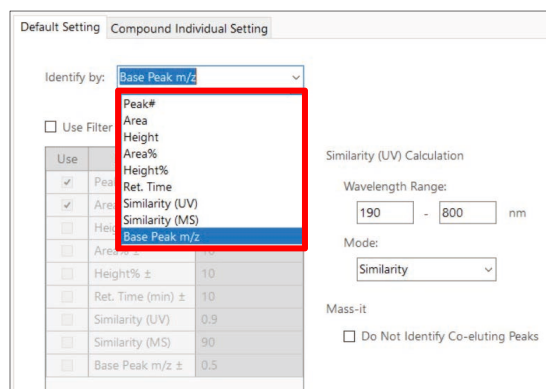 Default Setting Compound Individual Setting
Identify by: Base Peak m/z
Peak#
Area
Height
Area%
Height%
Ret. Time
Similarity (UV)
Similarity (MS)
Base Peak m/z
Use Filter
Use
Area% ± 10
Height% ± 10
Ret. Time (min) ± 10
Similarity (UV) 0.9
Similarity (MS) 90
Base Peak m/z ± 0.5
Similarity (UV) Calculation
Wavelength Range:
190 - 800 nm
Mode:
Similarity
Mass-it
Do Not Identify Co-eluting Peaks